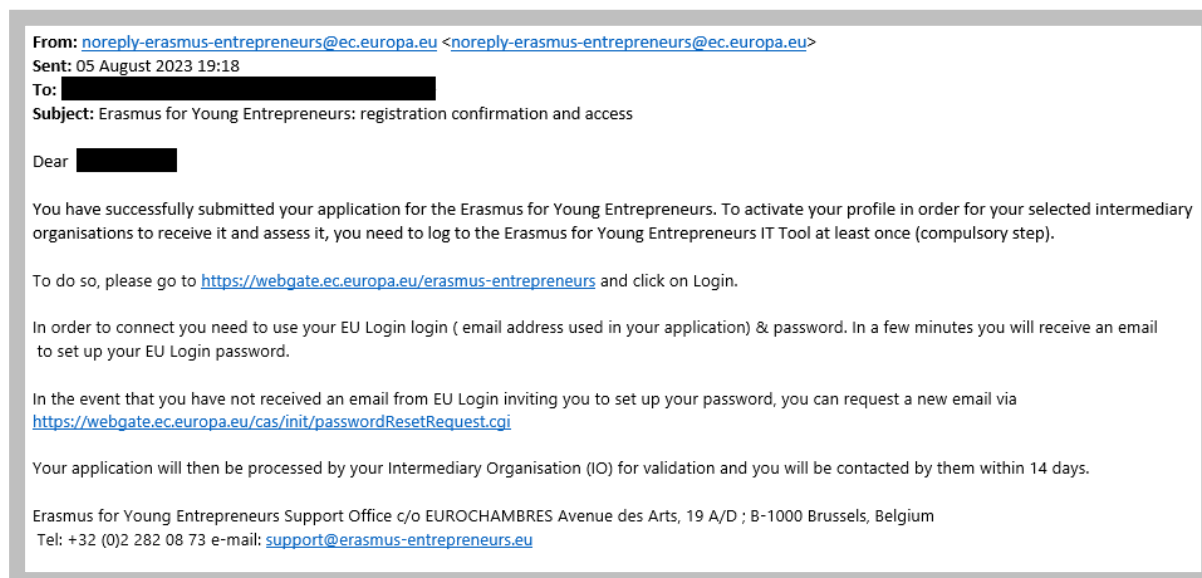 From: noreply-erasmus-entrepreneurs@ec.europa.eu <noreply-erasmus-entrepreneurs@ec.europa.eu>
Sent: 05 August 2023 19:18
To:
Subject: Erasmus for Young Entrepreneurs: registration confirmation and access
Dear
You have successfully submitted your application for the Erasmus for Young Entrepreneurs. To activate your profile in order for your selected intermediary
organisations to receive it and assess it, you need to log to the Erasmus for Young Entrepreneurs IT Tool at least once (compulsory step).
To do so, please go to https://webgate.ec.europa.eu/erasmus-entrepreneurs and click on Login.
In order to connect you need to use your EU Login login ( email address used in your application) & password. In a few minutes you will receive an email
to set up your EU Login password.
In the event that you have not received an email from EU Login inviting you to set up your password, you can request a new email via
https://webgate.ec.europa.eu/cas/init/passwordResetRequest.cgi
Your application will then be processed by your Intermediary Organisation (IO) for validation and you will be contacted by them within 14 days.
Erasmus for Young Entrepreneurs Support Office c/o EUROCHAMBRES Avenue des Arts, 19 A/D ; B-1000 Brussels, Belgium
Tel: +32 (0)2 282 08 73 e-mail: support@erasmus-entrepreneurs.eu